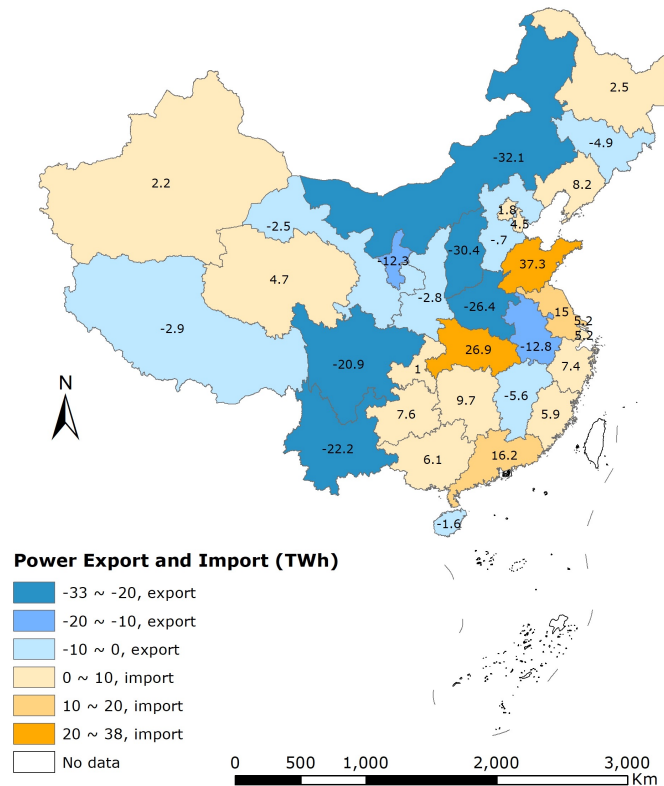 2.5
-4.9
-32.1
2.2
8.2
1.8
4.5
-2.5
-.7
-30.4
-12.3
37.3
4.7
-2.8
-26.4
15
5.2
5.2
-2.9
-12.8
26.9
-20.9
1
7.4
-5.6
9.7
7.6
5.9
-22.2
16.2
6.1
-1.6
N
Power Export and Import (TWh)
-33 ~ -20, export
-20 ~ -10, export
-10 ~ 0, export
0 ~ 10, import
10 ~ 20, import
20 ~ 38, import
No data
0 500 1,000 2,000 3,000
Km